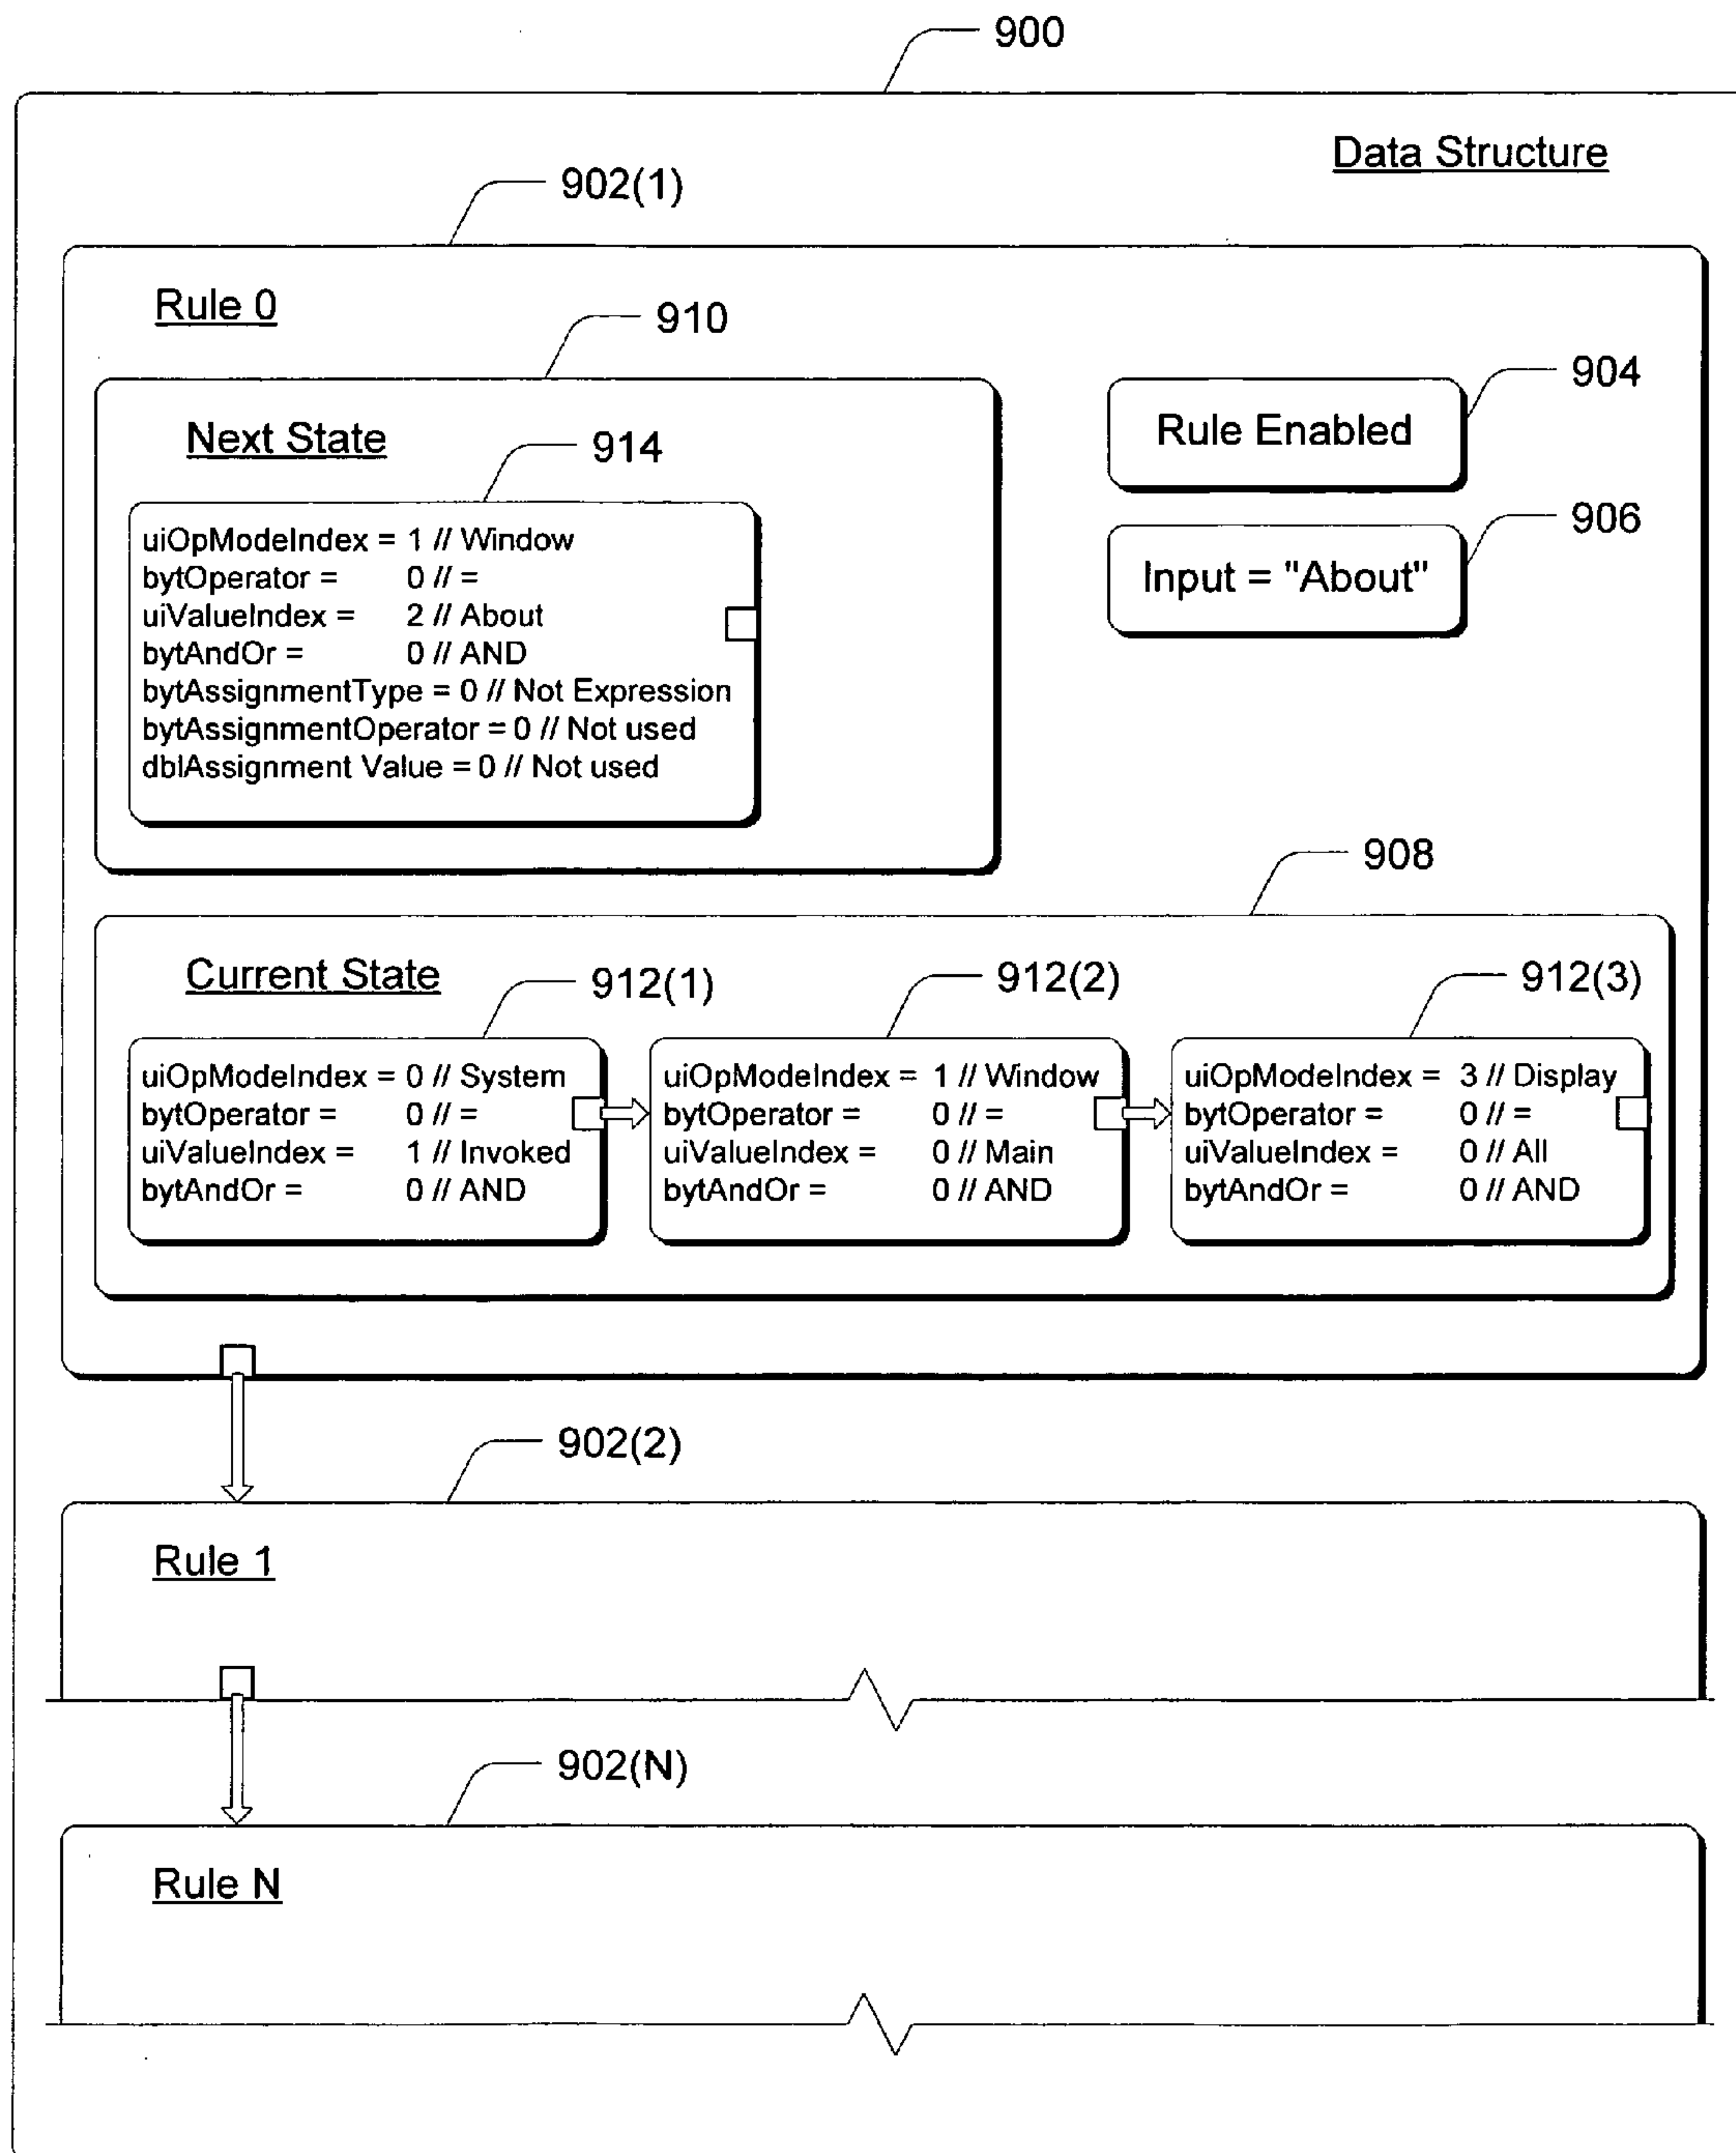 900
Data Structure
902(1)
Rule 0
910
904
Next State
914
Rule Enabled
906
Input = "About"
uiOpModeIndex = 1 // Window
bytOperator = 0 // =
uiValueIndex = 2 // About
bytAndOr = 0 // AND
bytAssignmentType = 0 // Not Expression
bytAssignmentOperator = 0 // Not used
dblAssignment Value = 0 // Not used
908
Current State
912(1)
912(2)
912(3)
uiOpModeIndex = 0 // System
bytOperator = 0 // =
uiValueIndex = 1 // Invoked
bytAndOr = 0 // AND
uiOpModeIndex = 1 // Window
bytOperator = 0 // =
uiValueIndex = 0 // Main
bytAndOr = 0 // AND
uiOpModeIndex = 3 // Display
bytOperator = 0 // =
uiValueIndex = 0 // All
bytAndOr = 0 // AND
902(2)
Rule 1
902(N)
Rule N